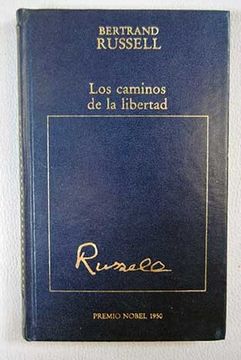 BERTRAND
RUSSELL
Los caminos
de la libertad
Russell
PREMIO NOBEL 1950